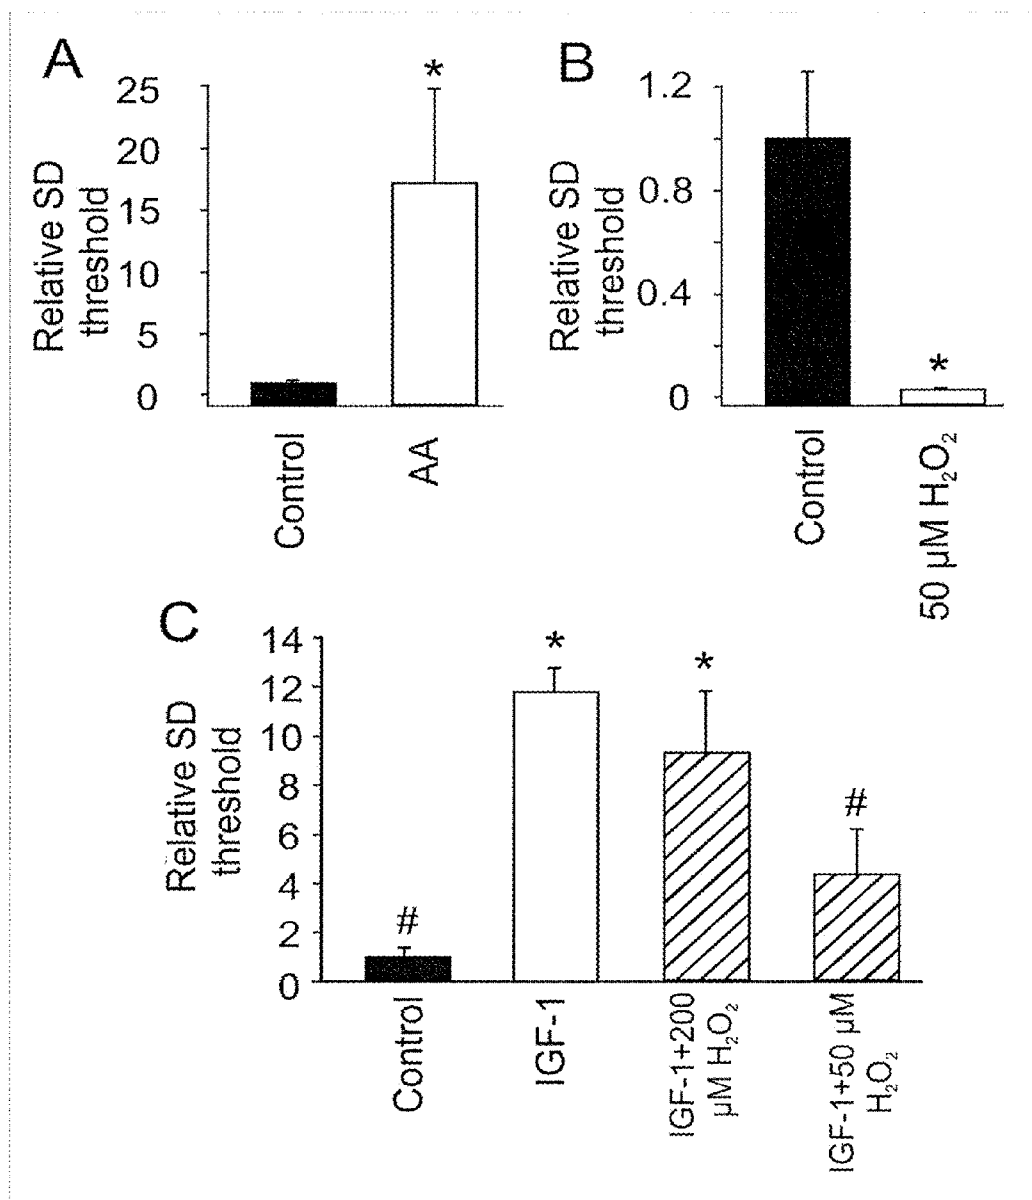 A
Relative SD
threshold
25
20
15
10
5
0
*
Control
AA
B
Relative SD
threshold
1.2
0.8
0.4
0
*
Control
50 µM H₂O₂
C
Relative SD
threshold
14
12
10
8
6
4
2
0
#
*
*
#
Control
IGF-1
IGF-1+200
µM H₂O₂
IGF-1+50 µM
H₂O₂